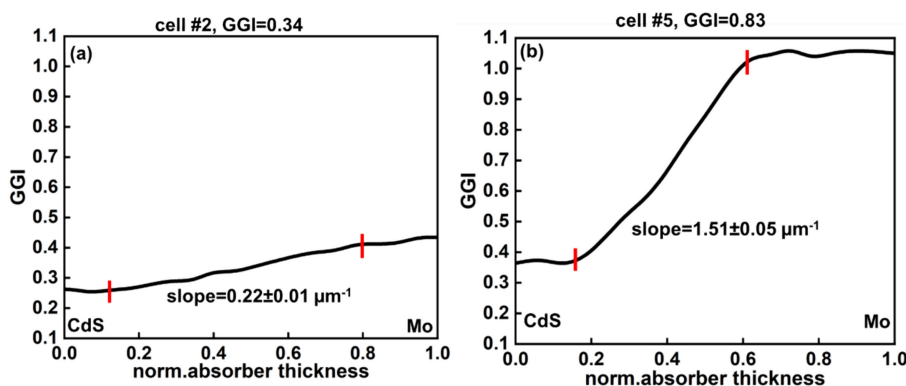 cell #2, GGI=0.34
(a)
GGI
1.1
1.0
0.9
0.8
0.7
0.6
0.5
0.4
0.3
0.2
0.1
slope=0.22±0.01 μm⁻¹
CdS
Mo
0.0 0.2 0.4 0.6 0.8 1.0
norm.absorber thickness
cell #5, GGI=0.83
(b)
GGI
1.1
1.0
0.9
0.8
0.7
0.6
0.5
0.4
0.3
0.2
0.1
slope=1.51±0.05 μm⁻¹
CdS
Mo
0.0 0.2 0.4 0.6 0.8 1.0
norm.absorber thickness